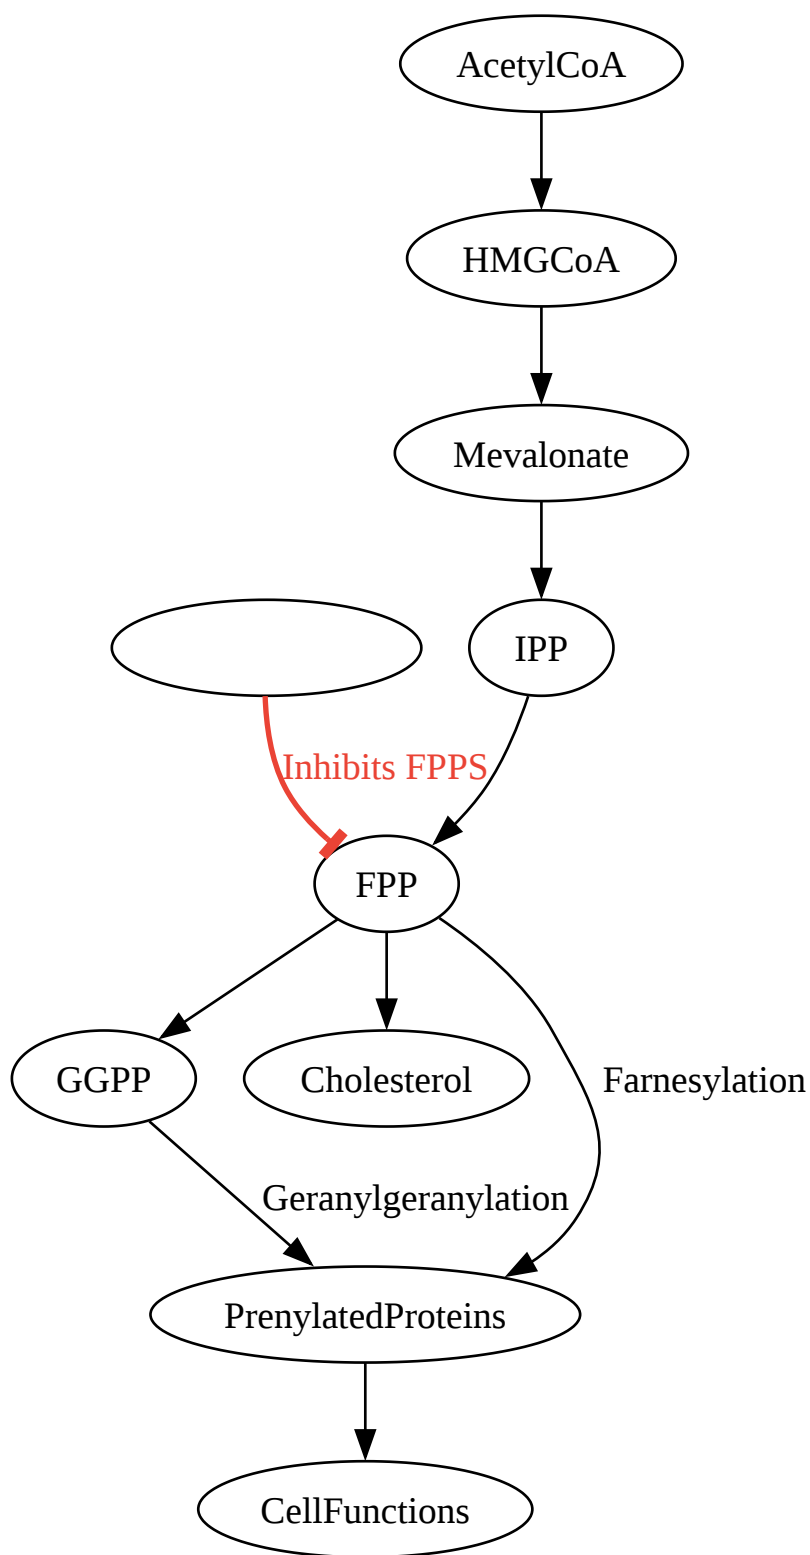 AcetylCoA
HMGCoA
Mevalonate
IPP
Inhibits FPPS
FPP
GGPP
Cholesterol
Farnesylation
Geranylgeranylation
PrenylatedProteins
CellFunctions